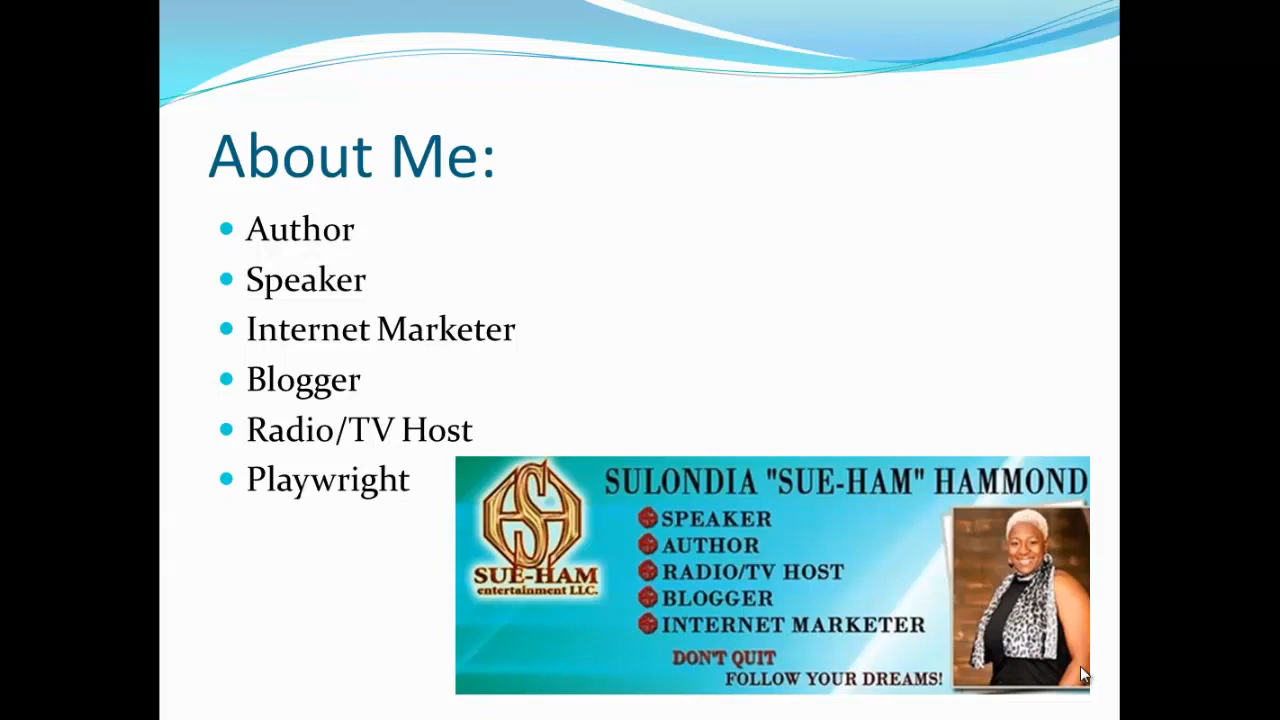 About Me:
Author
Speaker
Internet Marketer
Blogger
Radio/TV Host
Playwright
SULONDIA "SUE-HAM" HAMMOND
SPEAKER
AUTHOR
RADIO/TV HOST
BLOGGER
INTERNET MARKETER
DON'T QUIT
FOLLOW YOUR DREAMS!
SH
SUE-HAM
entertainment LLC.